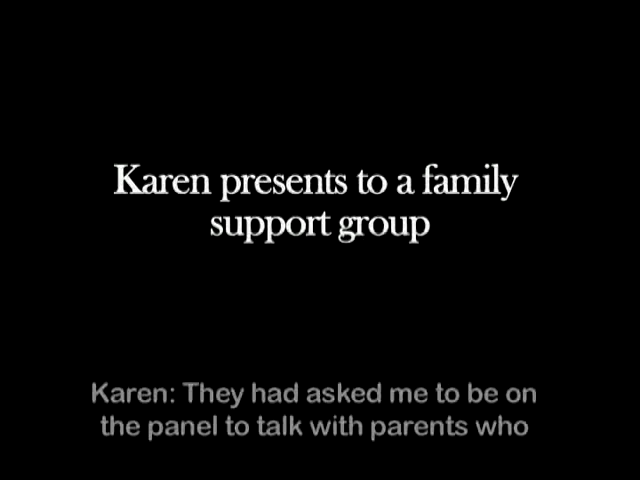 Karen presents to a family
support group
Karen: They had asked me to be on
the panel to talk with parents who